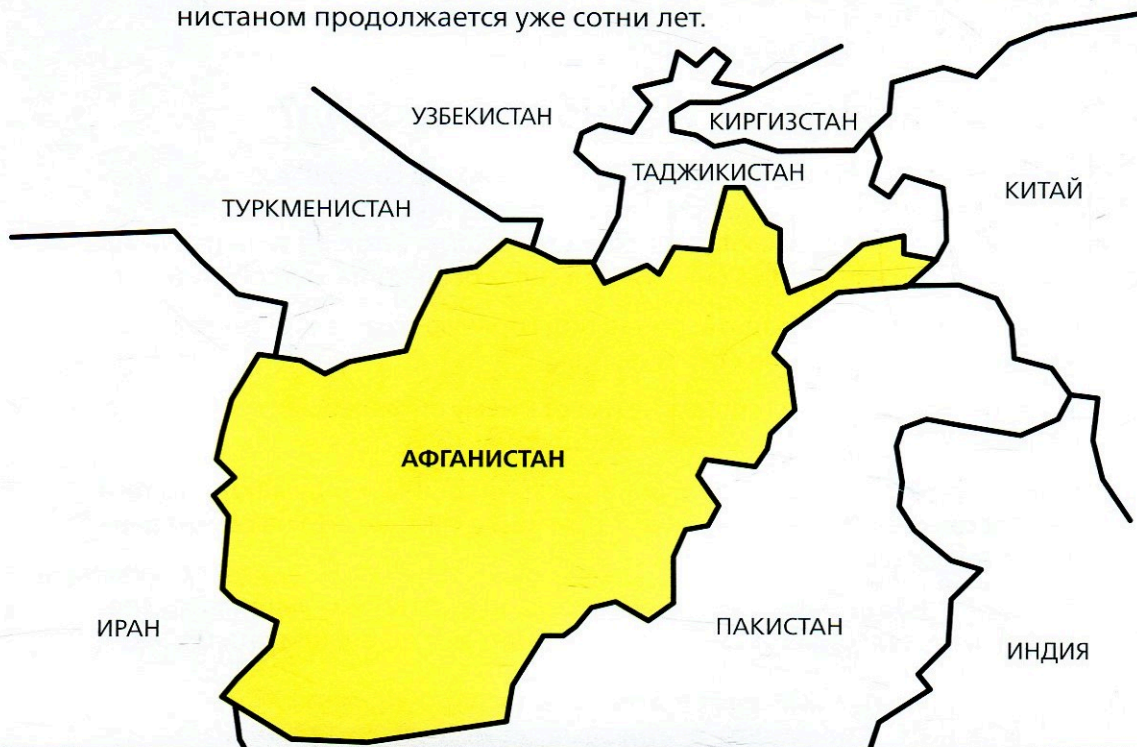 нистаном продолжается уже сотни лет.
УЗБЕКИСТАН
КИРГИЗСТАН
ТАДЖИКИСТАН
КИТАЙ
ТУРКМЕНИСТАН
АФГАНИСТАН
ИРАН
ПАКИСТАН
ИНДИЯ